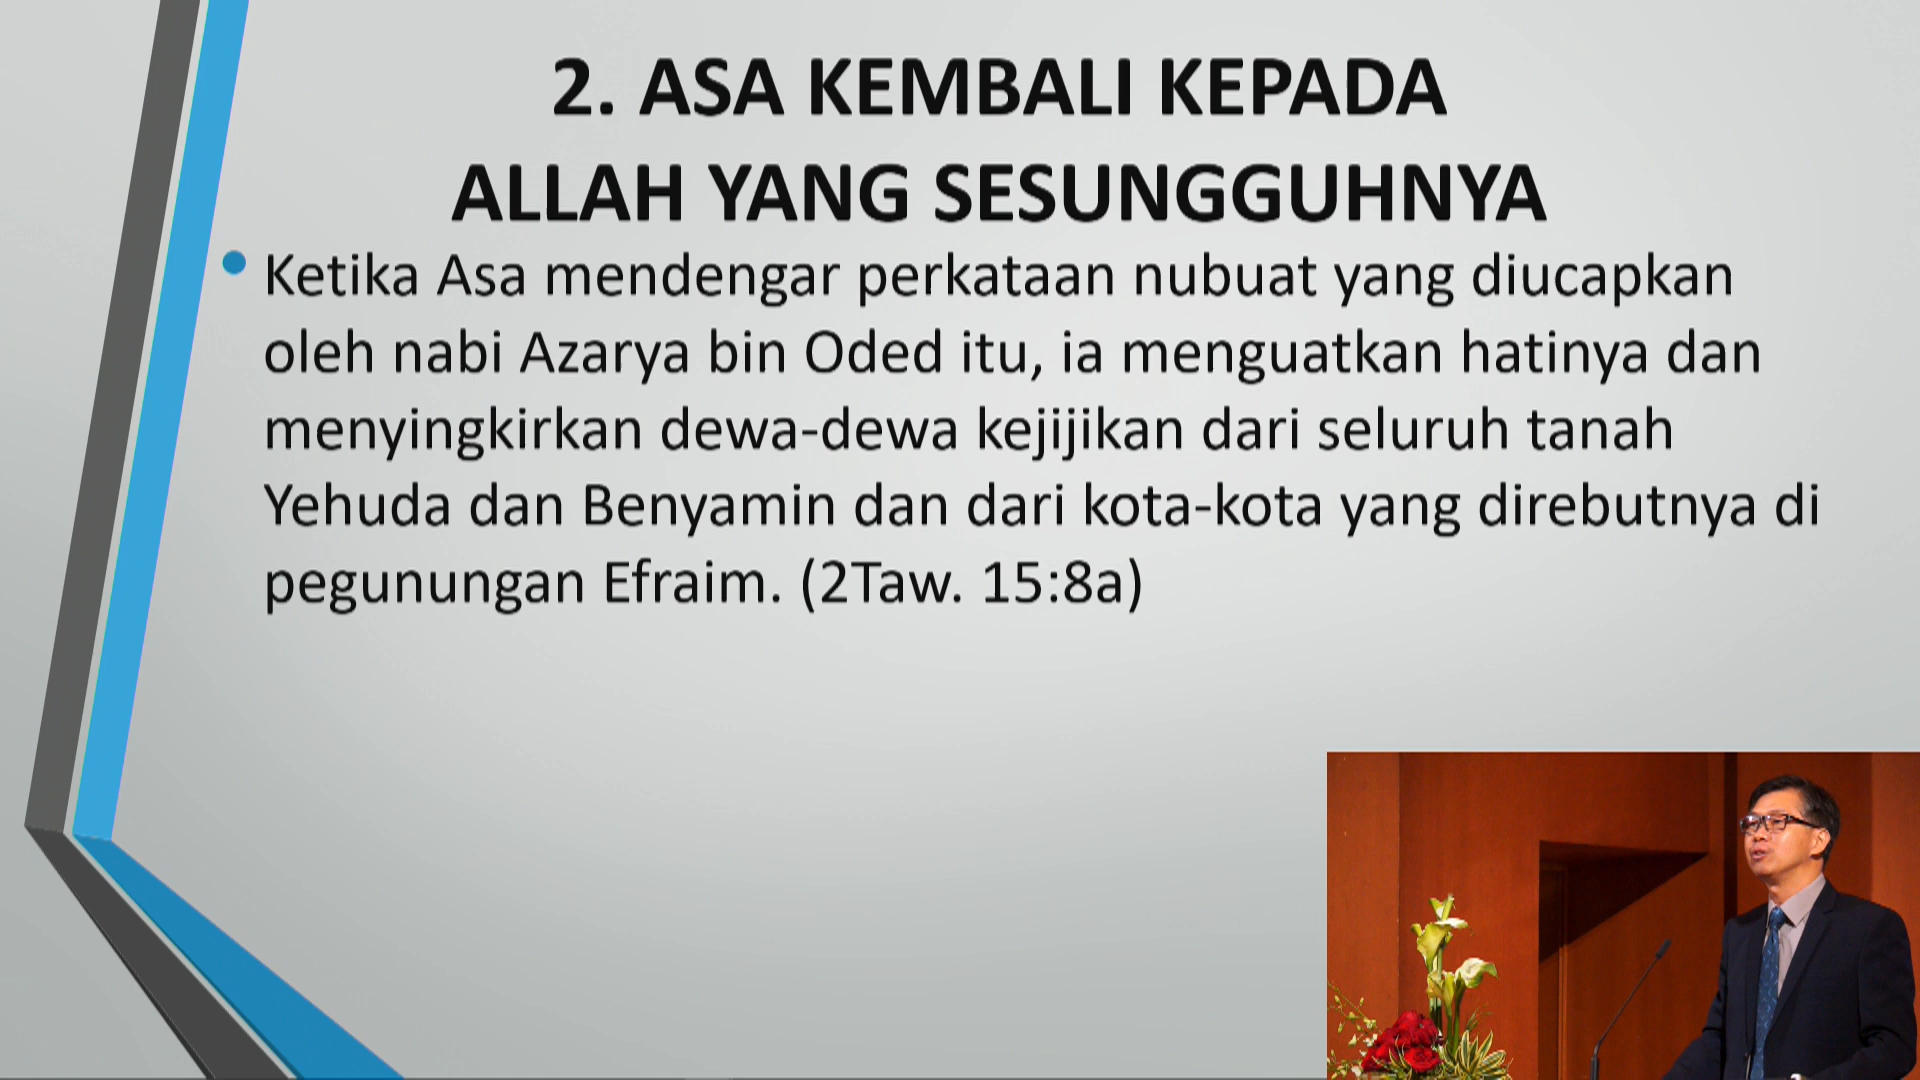 2. ASA KEMBALI KEPADA
ALLAH YANG SESUNGGUHNYA
• Ketika Asa mendengar perkataan nubuat yang diucapkan
oleh nabi Azarya bin Oded itu, ia menguatkan hatinya dan
menyingkirkan dewa-dewa kejijikan dari seluruh tanah
Yehuda dan Benyamin dan dari kota-kota yang direbutnya di
pegunungan Efraim. (2Taw. 15:8a)